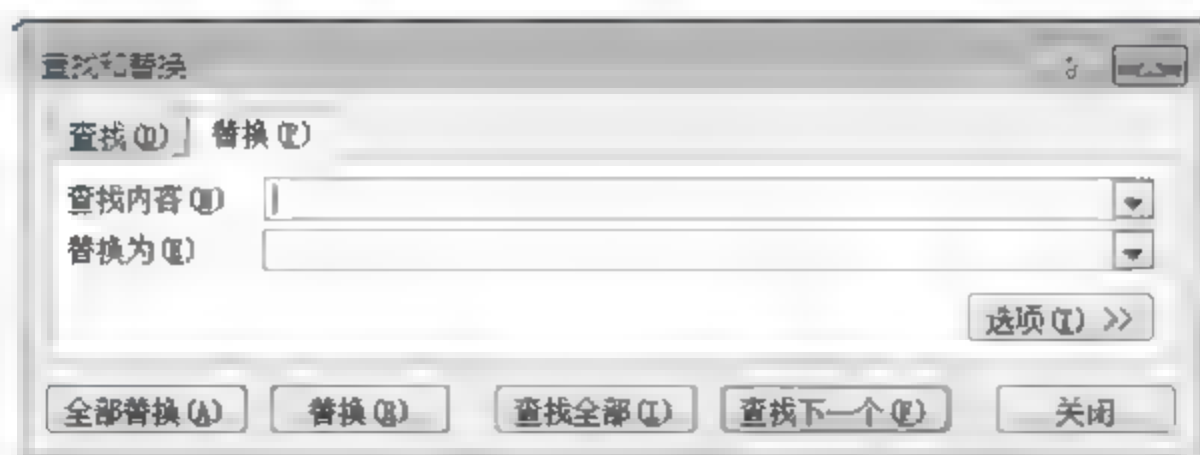 查找和替换
查找(D) 替换(P)
查找内容(N)
替换为(E)
选项(T) >>
全部替换(A) 替换(R) 查找全部(I) 查找下一个(F) 关闭